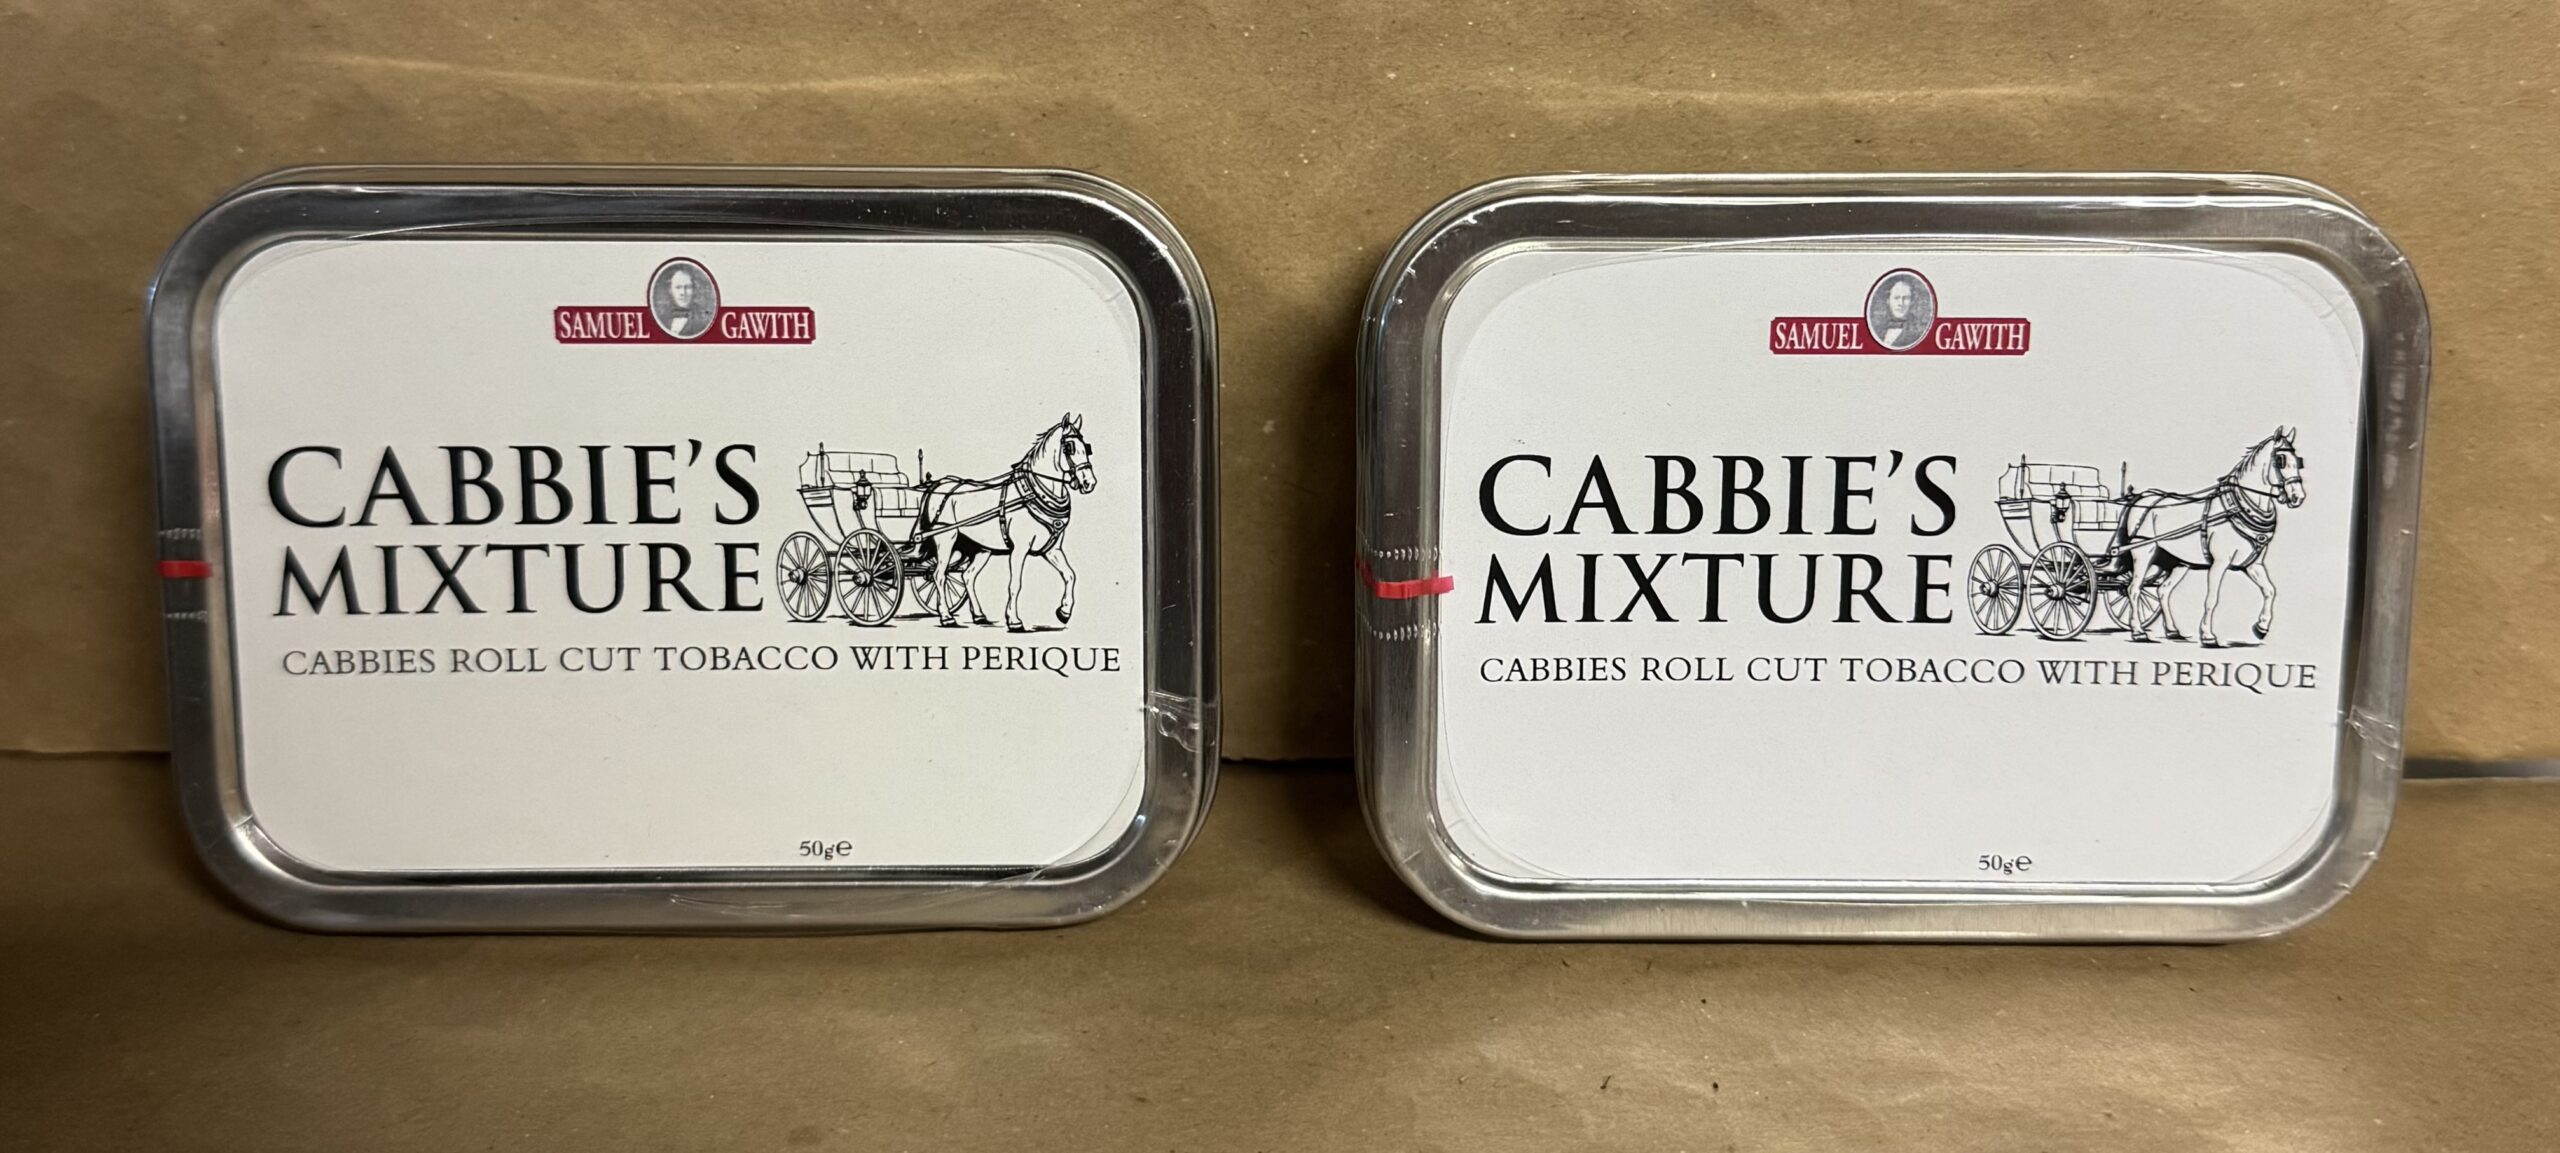 SAMUEL GAWITH
CABBIE'S
MIXTURE
CABBIES ROLL CUT TOBACCO WITH PERIQUE
50g℮
SAMUEL GAWITH
CABBIE'S
MIXTURE
CABBIES ROLL CUT TOBACCO WITH PERIQUE
50g℮